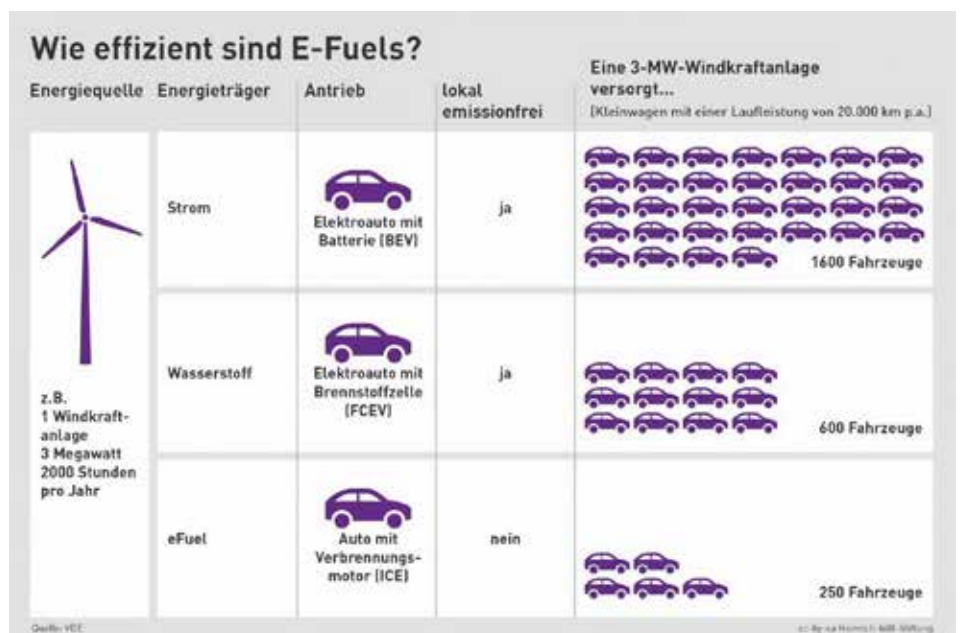 Wie effizient sind E-Fuels?
Energiequelle
Energieträger
Antrieb
lokal
emissionfrei
Eine 3-MW-Windkraftanlage
versorgt...
[Kleinwagen mit einer Laufleistung von 20.000 km p.a.]
z.B.
1 Windkraft-
anlage
3 Megawatt
2000 Stunden
pro Jahr
Strom
Elektroauto mit
Batterie (BEV)
ja
1600 Fahrzeuge
Wasserstoff
Elektroauto mit
Brennstoffzelle
(FCEV)
ja
600 Fahrzeuge
eFuel
Auto mit
Verbrennungs-
motor (ICE)
nein
250 Fahrzeuge
Quelle: VDE